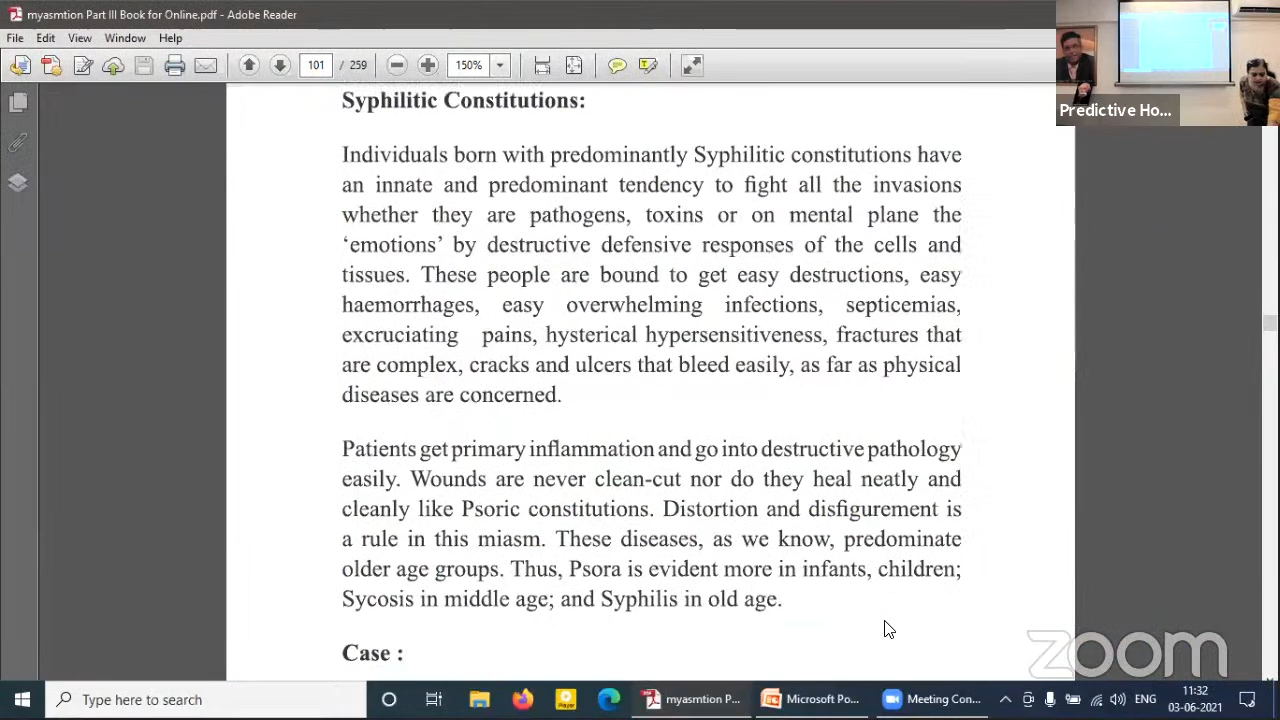 myasmtion Part III Book for Online.pdf - Adobe Reader
File Edit View Window Help
101 / 259 150%
Predictive Ho...
Syphilitic Constitutions:
Individuals born with predominantly Syphilitic constitutions have
an innate and predominant tendency to fight all the invasions
whether they are pathogens, toxins or on mental plane the
‘emotions’ by destructive defensive responses of the cells and
tissues. These people are bound to get easy destructions, easy
haemorrhages, easy overwhelming infections, septicemias,
excruciating pains, hysterical hypersensitiveness, fractures that
are complex, cracks and ulcers that bleed easily, as far as physical
diseases are concerned.
Patients get primary inflammation and go into destructive pathology
easily. Wounds are never clean-cut nor do they heal neatly and
cleanly like Psoric constitutions. Distortion and disfigurement is
a rule in this miasm. These diseases, as we know, predominate
older age groups. Thus, Psora is evident more in infants, children;
Sycosis in middle age; and Syphilis in old age.
Case :
zoom
Type here to search
myasmtion P...
Microsoft Po...
Meeting Con...
ENG
11:32
03-06-2021